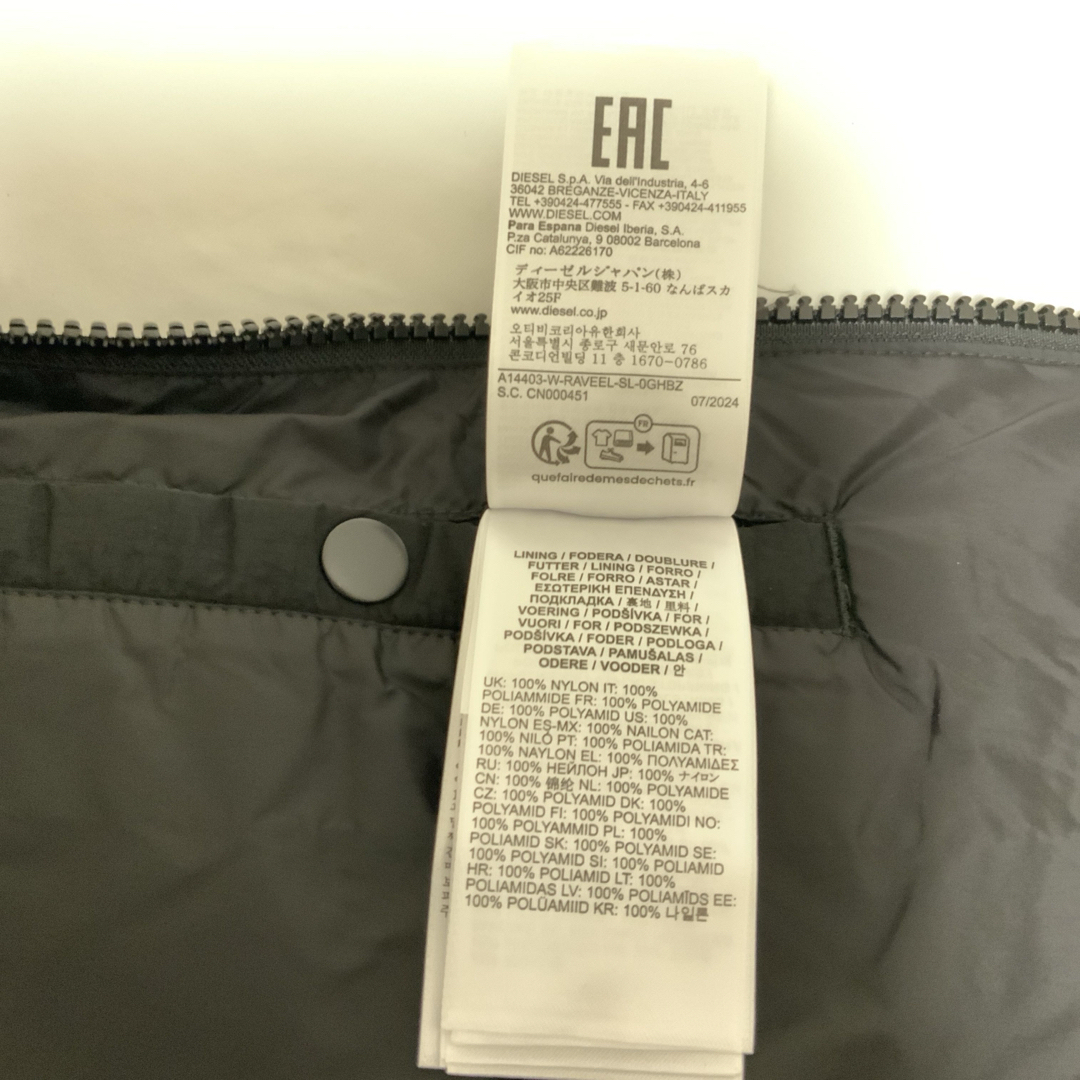 EAC
DIESEL S.p.A. Via dell'Industria, 4-6
36042 BREGANZE-VICENZA-ITALY
TEL +390424-477555 - FAX +390424-411955
WWW.DIESEL.COM
Para Espana Diesel Iberia, S.A.
P.za Catalunya, 9 08002 Barcelona
CIF no: A62226170
ディーゼルジャパン(株)
大阪市中央区難波 5-1-60 なんばスカ
イオ25F
www.diesel.co.jp
오티비코리아유한회사
서울특별시 종로구 새문안로 76
콘코디언빌딩 11 층 1670-0786
A14403-W-RAVEEL-SL-0GHBZ
S.C. CN000451
07/2024
FR
quefairedemesdechets.fr
LINING / FODERA / DOUBLURE /
FUTTER / LINING / FORRO /
FOLRE / FORRO / ASTAR /
ΕΣΩΤΕΡΙΚΗ ΕΠΕΝΔΥΣΗ /
ПОДКЛАДКА / 裏地 / 里料 /
VOERING / PODŠÍVKA / FOR /
VUORI / FOR / PODSZEWKA /
PODŠÍVKA / FODER / PODLOGA /
PODSTAVA / PAMUŠALAS /
ODERE / VOODER / 안
UK: 100% NYLON IT: 100%
POLIAMMIDE FR: 100% POLYAMIDE
DE: 100% POLYAMID US: 100%
NYLON ES-MX: 100% NAILON CAT:
100% NILÓ PT: 100% POLIAMIDA TR:
100% NAYLON EL: 100% ΠΟΛΥΑΜΙΔΕΣ
RU: 100% НЕЙЛОН JP: 100% ナイロン
CN: 100% 锦纶 NL: 100% POLYAMIDE
CZ: 100% POLYAMID DK: 100%
POLYAMID FI: 100% POLYAMIDI NO:
100% POLYAMMID PL: 100%
POLIAMID SK: 100% POLYAMID SE:
100% POLYAMID SI: 100% POLIAMID
HR: 100% POLIAMID LT: 100%
POLIAMIDAS LV: 100% POLIAMĪDS EE:
100% POLÜAMIID KR: 100% 나일론